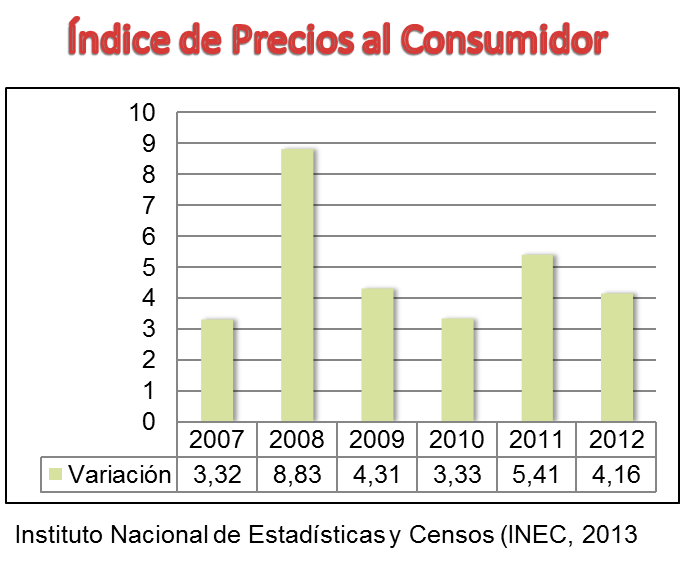 Índice de Precios al Consumidor
10
9
8
7
6
5
4
3
2
1
0
2007 2008 2009 2010 2011 2012
Variación 3,32 8,83 4,31 3,33 5,41 4,16
Instituto Nacional de Estadísticas y Censos (INEC, 2013